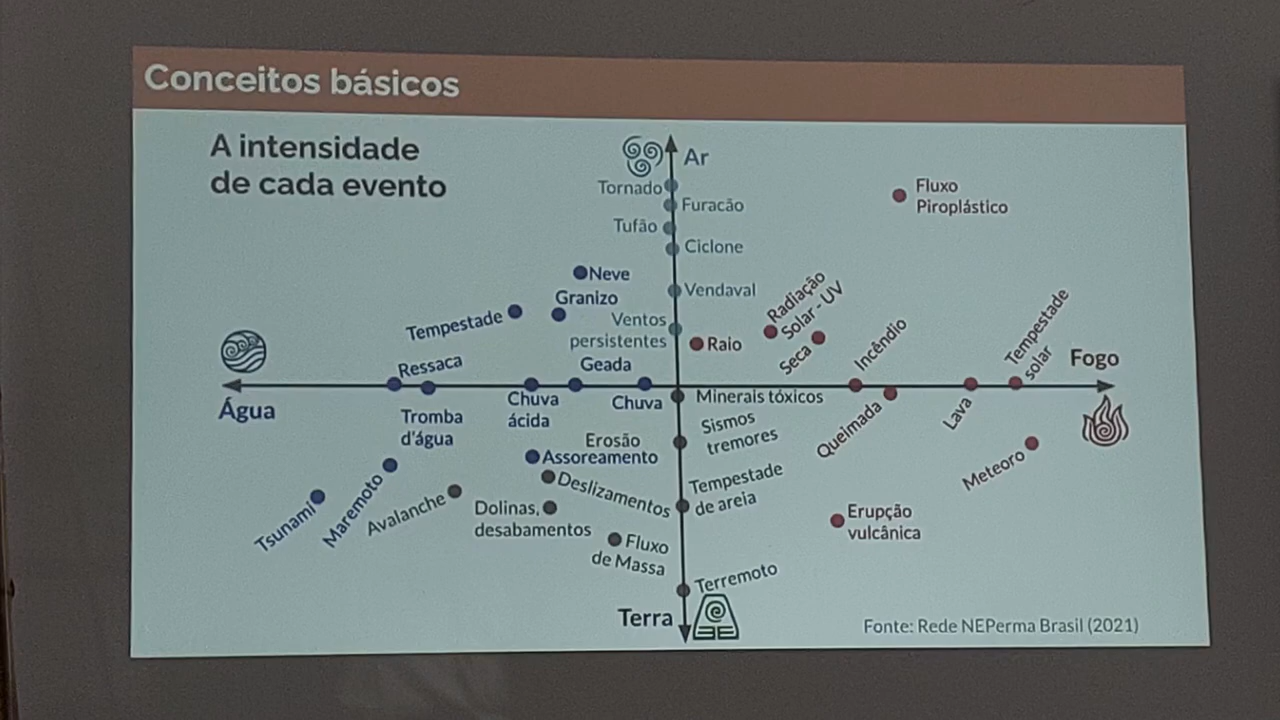 Conceitos básicos
A intensidade
de cada evento
Ar
Tornado
Furacão
Tufão
Ciclone
Fluxo
Piroplástico
Neve
Granizo
Vendaval
Tempestade
Ventos
persistentes
Raio
Radiação
Solar - UV
Seca
Incêndio
Tempestade
solar
Fogo
Ressaca
Geada
Água
Tromba
d'água
Chuva
ácida
Chuva
Minerais tóxicos
Queimada
Lava
Meteoro
Erosão
Assoreamento
Sismos
tremores
Tsunami
Maremoto
Avalanche
Deslizamentos
Dolinas,
desabamentos
Tempestade
de areia
Erupção
vulcânica
Fluxo
de Massa
Terremoto
Terra
Fonte: Rede NEPerma Brasil (2021)